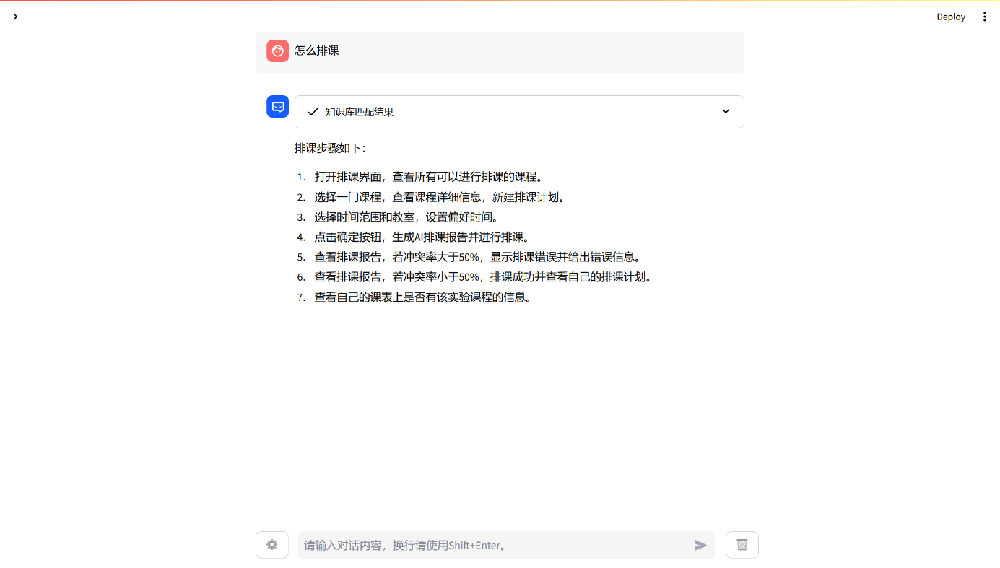 Deploy
怎么排课
知识库匹配结果
排课步骤如下：
1. 打开排课界面，查看所有可以进行排课的课程。
2. 选择一门课程，查看课程详细信息，新建排课计划。
3. 选择时间范围和教室，设置偏好时间。
4. 点击确定按钮，生成AI排课报告并进行排课。
5. 查看排课报告，若冲突率大于50%，显示排课错误并给出错误信息。
6. 查看排课报告，若冲突率小于50%，排课成功并查看自己的排课计划。
7. 查看自己的课表上是否有该实验课程的信息。
请输入对话内容，换行请使用Shift+Enter。